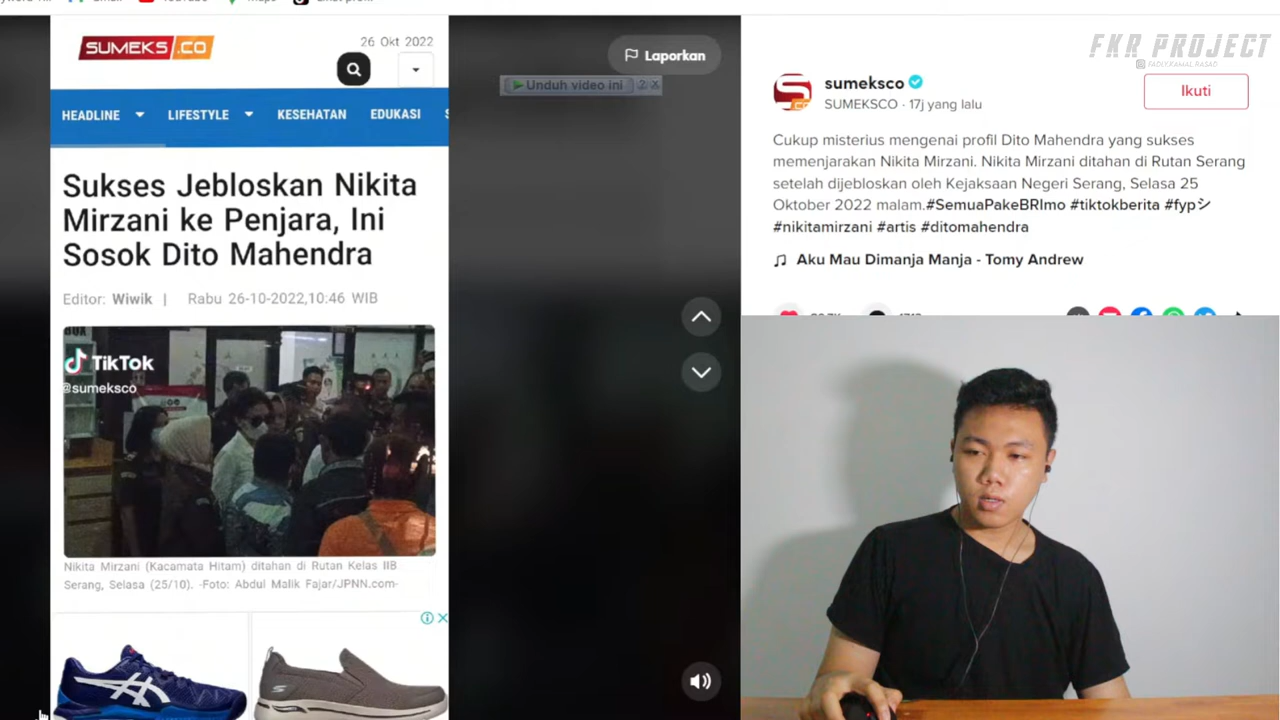 SUMEKS.CO
26 Okt 2022
HEADLINE LIFESTYLE KESEHATAN EDUKASI
Sukses Jebloskan Nikita
Mirzani ke Penjara, Ini
Sosok Dito Mahendra
Editor: Wiwik | Rabu 26-10-2022,10:46 WIB
TikTok
@sumeksco
Nikita Mirzani (Kacamata Hitam) ditahan di Rutan Kelas IIB
Serang, Selasa (25/10). -Foto: Abdul Malik Fajar/JPNN.com-
Laporkan
Unduh video ini
FKR PROJECT
FADLY.KAMAL.RASAD
sumeksco
SUMEKSCO · 17j yang lalu
Ikuti
Cukup misterius mengenai profil Dito Mahendra yang sukses
memenjarakan Nikita Mirzani. Nikita Mirzani ditahan di Rutan Serang
setelah dijebloskan oleh Kejaksaan Negeri Serang, Selasa 25
Oktober 2022 malam.#SemuaPakeBRImo #tiktokberita #fypシ
#nikitamirzani #artis #ditomahendra
Aku Mau Dimanja Manja - Tomy Andrew